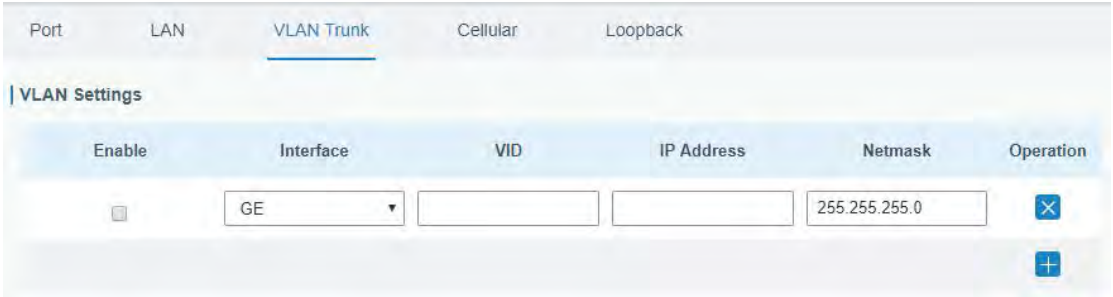 Port LAN VLAN Trunk Cellular Loopback
VLAN Settings
Enable Interface VID IP Address Netmask Operation
GE 255.255.255.0